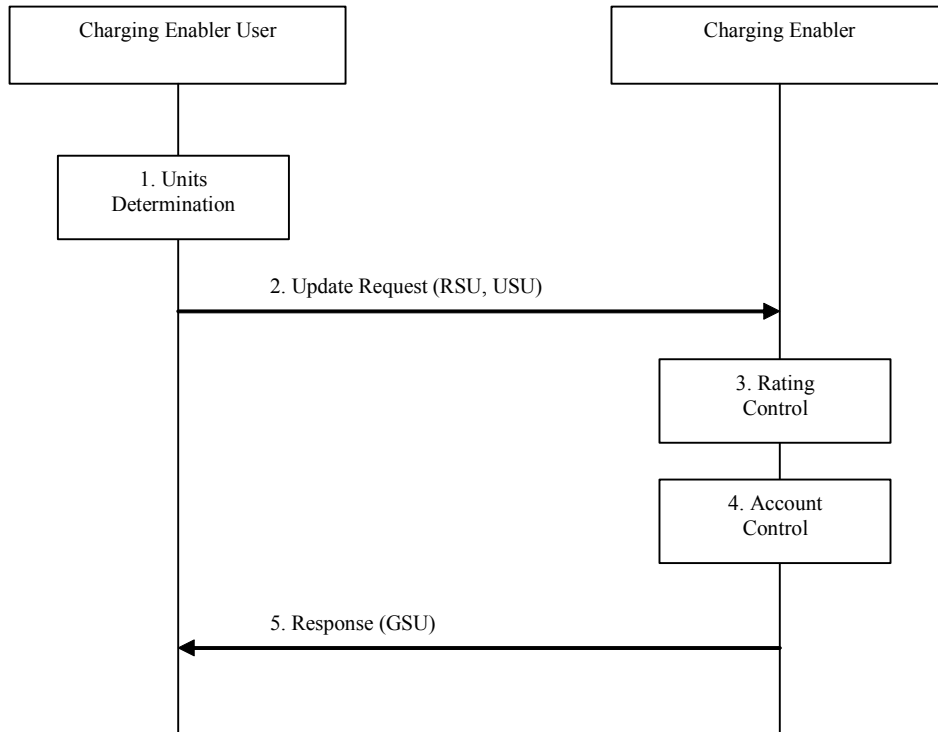 Charging Enabler User
Charging Enabler
1. Units
Determination
2. Update Request (RSU, USU)
3. Rating
Control
4. Account
Control
5. Response (GSU)